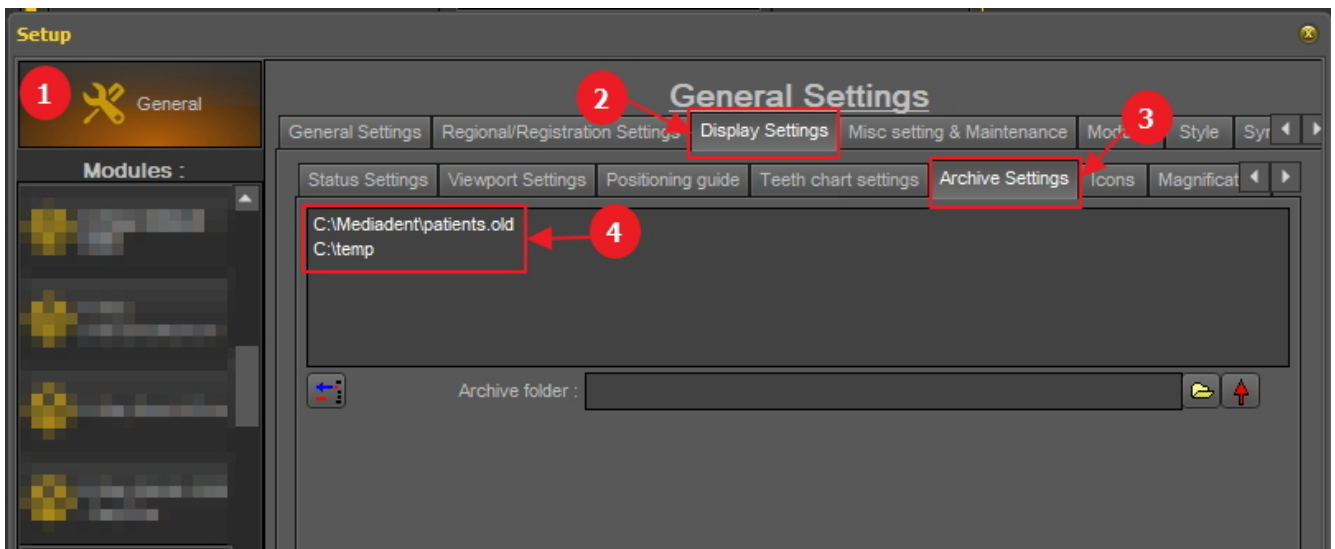 Setup
1
General
2
General Settings
3
General Settings
Regional/Registration Settings
Display Settings
Misc setting & Maintenance
Style
Modules :
Status Settings
Viewport Settings
Positioning guide
Teeth chart settings
Archive Settings
Icons
Magnificat
C:\Mediadent\patients.old
C:\temp
4
Archive folder :